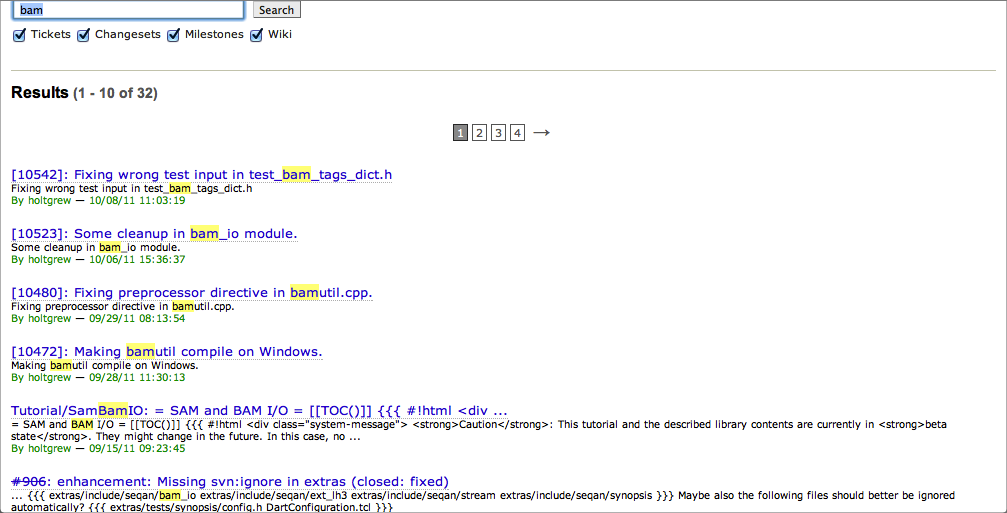 bam
Search
Tickets Changesets Milestones Wiki
Results (1 - 10 of 32)
1 2 3 4 →
[10542]: Fixing wrong test input in test_bam_tags_dict.h
Fixing wrong test input in test_bam_tags_dict.h
By holtgrew — 10/08/11 11:03:19
[10523]: Some cleanup in bam_io module.
Some cleanup in bam_io module.
By holtgrew — 10/06/11 15:36:37
[10480]: Fixing preprocessor directive in bamutil.cpp.
Fixing preprocessor directive in bamutil.cpp.
By holtgrew — 09/29/11 08:13:54
[10472]: Making bamutil compile on Windows.
Making bamutil compile on Windows.
By holtgrew — 09/28/11 11:30:13
Tutorial/SamBamIO: = SAM and BAM I/O = [[TOC()]] {{{ #!html <div ...
= SAM and BAM I/O = [[TOC()]] {{{ #!html <div class="system-message"> <strong>Caution</strong>: This tutorial and the described library contents are currently in <strong>beta
state</strong>. They might change in the future. In this case, no ...
By holtgrew — 09/15/11 09:23:45
#906: enhancement: Missing svn:ignore in extras (closed: fixed)
... {{{ extras/include/seqan/bam_io extras/include/seqan/ext_lh3 extras/include/seqan/stream extras/include/seqan/synopsis }}} Maybe also the following files should better be ignored
automatically? {{{ extras/tests/synopsis/config.h DartConfiguration.tcl }}}